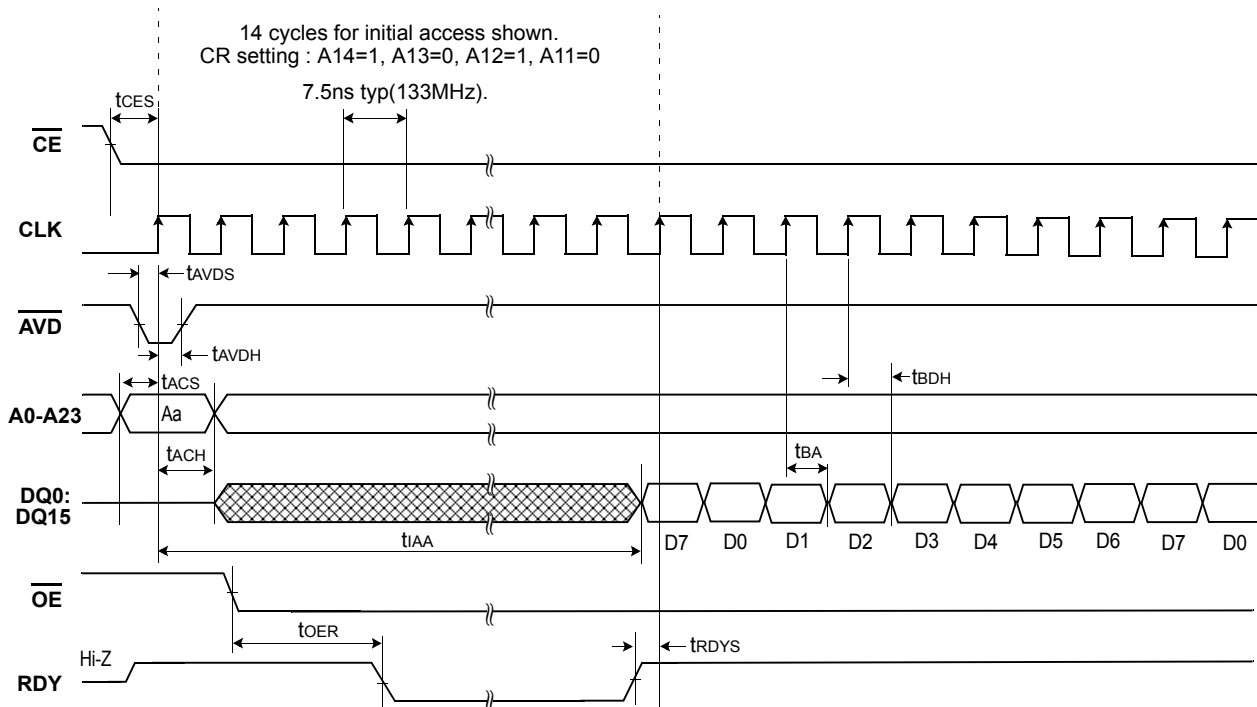 14 cycles for initial access shown.
CR setting : A14=1, A13=0, A12=1, A11=0
7.5ns typ(133MHz).
tCES
CE
CLK
tAVDS
AVD
tAVDH
tACS
tBDH
A0-A23
Aa
tACH
tBA
DQ0:
DQ15
tIAA
D7 D0 D1 D2 D3 D4 D5 D6 D7 D0
OE
tOER
tRDYS
Hi-Z
RDY